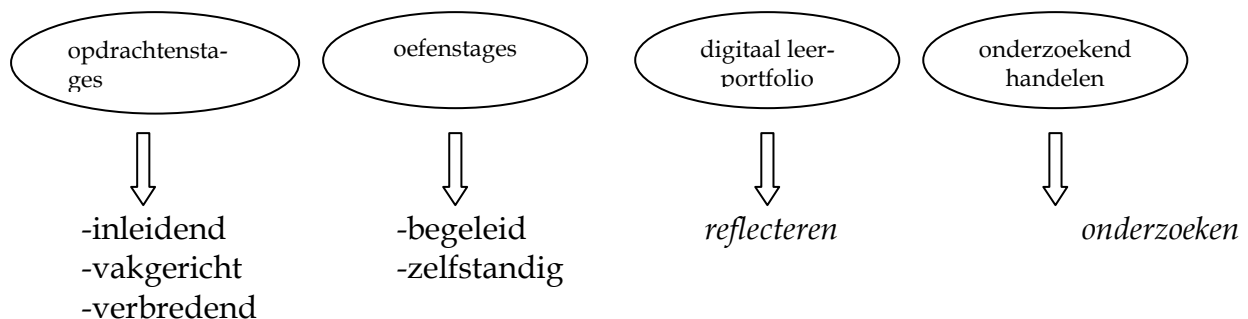 opdrachtensta-
ges
oefenstages
digitaal leer-
portfolio
onderzoekend
handelen
-inleidend
-vakgericht
-verbredend
-begeleid
-zelfstandig
reflecteren
onderzoeken